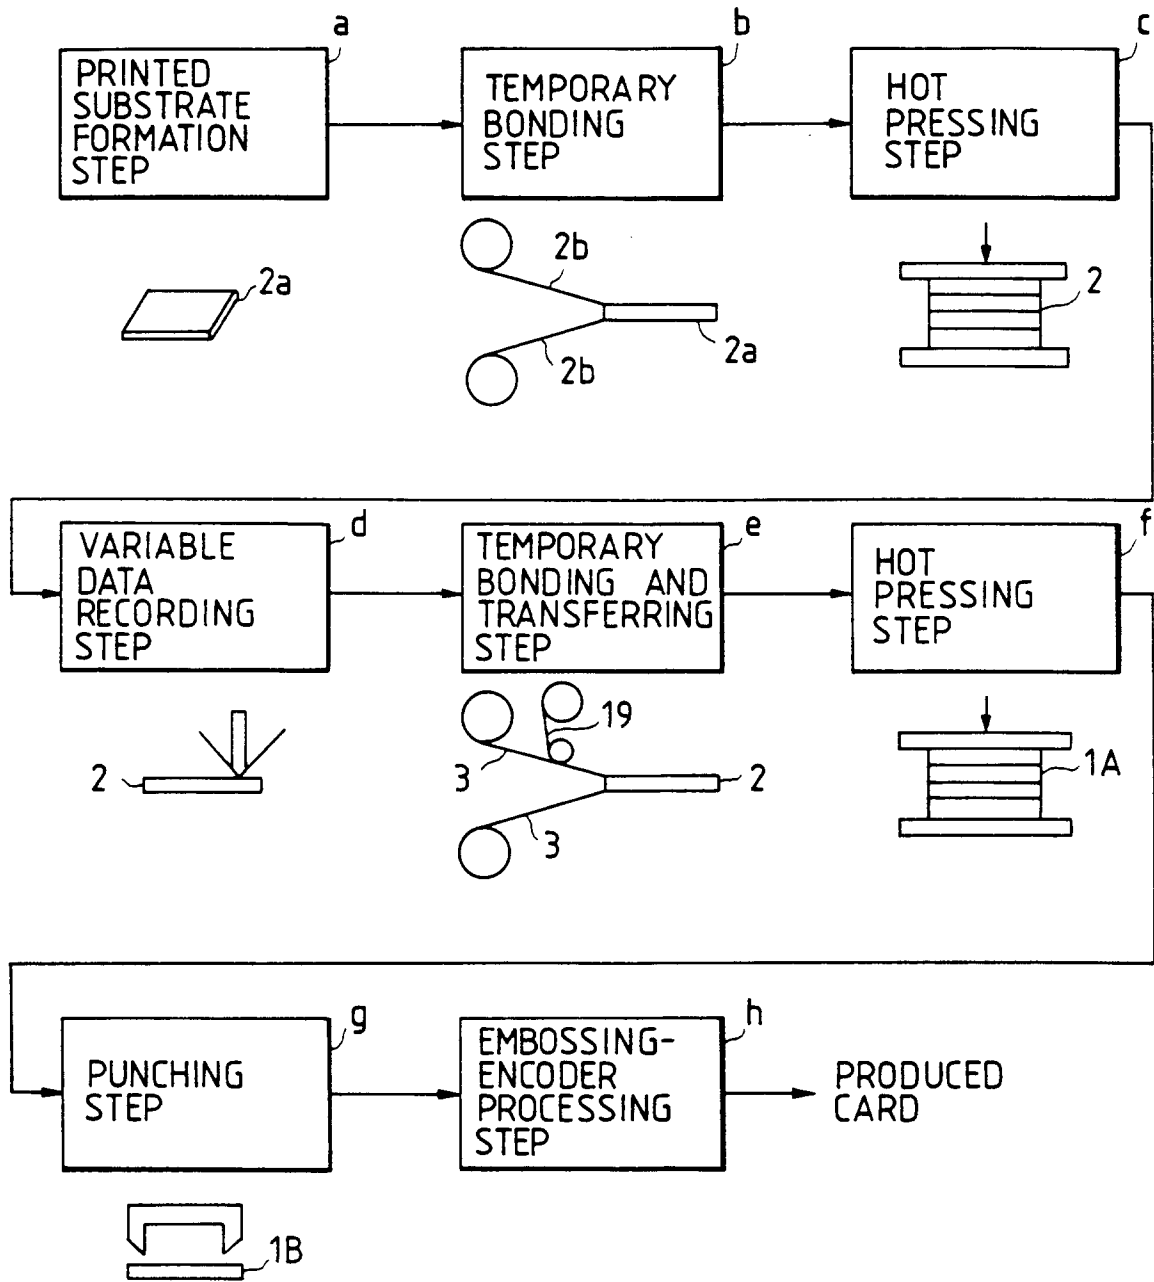 a
PRINTED
SUBSTRATE
FORMATION
STEP
b
TEMPORARY
BONDING
STEP
c
HOT
PRESSING
STEP
2a
2b
2b
2a
2
d
VARIABLE
DATA
RECORDING
STEP
e
TEMPORARY
BONDING AND
TRANSFERRING
STEP
f
HOT
PRESSING
STEP
2
19
3
3
2
1A
g
PUNCHING
STEP
h
EMBOSSING-
ENCODER
PROCESSING
STEP
PRODUCED
CARD
1B